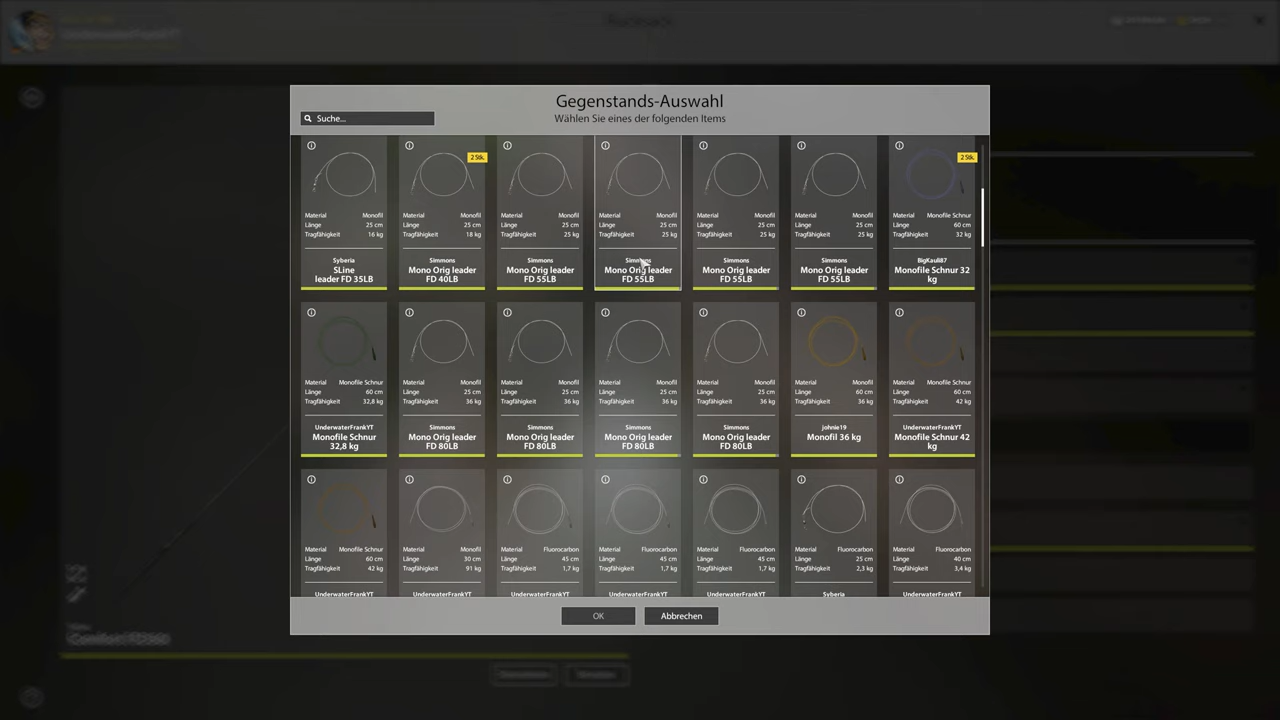 Gegenstands-Auswahl
Suche...
Wählen Sie eines der folgenden Items
2 Stk.
2 Stk.
Material Monofil
Länge 25 cm
Tragfähigkeit 16 kg
Syberia
SLine
leader FD 35LB
Material Monofil
Länge 25 cm
Tragfähigkeit 18 kg
Simmons
Mono Orig leader
FD 40LB
Material Monofil
Länge 25 cm
Tragfähigkeit 25 kg
Simmons
Mono Orig leader
FD 55LB
Material Monofil
Länge 25 cm
Tragfähigkeit 25 kg
Simmons
Mono Orig leader
FD 55LB
Material Monofil
Länge 25 cm
Tragfähigkeit 25 kg
Simmons
Mono Orig leader
FD 55LB
Material Monofil
Länge 25 cm
Tragfähigkeit 25 kg
Simmons
Mono Orig leader
FD 55LB
Material Monofile Schnur
Länge 60 cm
Tragfähigkeit 32 kg
BigKauli87
Monofile Schnur 32
kg
Material Monofile Schnur
Länge 60 cm
Tragfähigkeit 32,8 kg
UnderwaterFrankYT
Monofile Schnur
32,8 kg
Material Monofil
Länge 25 cm
Tragfähigkeit 36 kg
Simmons
Mono Orig leader
FD 80LB
Material Monofil
Länge 25 cm
Tragfähigkeit 36 kg
Simmons
Mono Orig leader
FD 80LB
Material Monofil
Länge 25 cm
Tragfähigkeit 36 kg
Simmons
Mono Orig leader
FD 80LB
Material Monofil
Länge 25 cm
Tragfähigkeit 36 kg
Simmons
Mono Orig leader
FD 80LB
Material Monofil
Länge 60 cm
Tragfähigkeit 36 kg
johnie19
Monofil 36 kg
Material Monofile Schnur
Länge 60 cm
Tragfähigkeit 42 kg
UnderwaterFrankYT
Monofile Schnur 42
kg
Material Monofile Schnur
Länge 60 cm
Tragfähigkeit 42 kg
UnderwaterFrankYT
Material Monofil
Länge 30 cm
Tragfähigkeit 91 kg
UnderwaterFrankYT
Material Fluorocarbon
Länge 45 cm
Tragfähigkeit 1,7 kg
UnderwaterFrankYT
Material Fluorocarbon
Länge 45 cm
Tragfähigkeit 1,7 kg
UnderwaterFrankYT
Material Fluorocarbon
Länge 45 cm
Tragfähigkeit 1,7 kg
UnderwaterFrankYT
Material Fluorocarbon
Länge 25 cm
Tragfähigkeit 2,3 kg
Syberia
Material Fluorocarbon
Länge 40 cm
Tragfähigkeit 3,4 kg
UnderwaterFrankYT
OK
Abbrechen